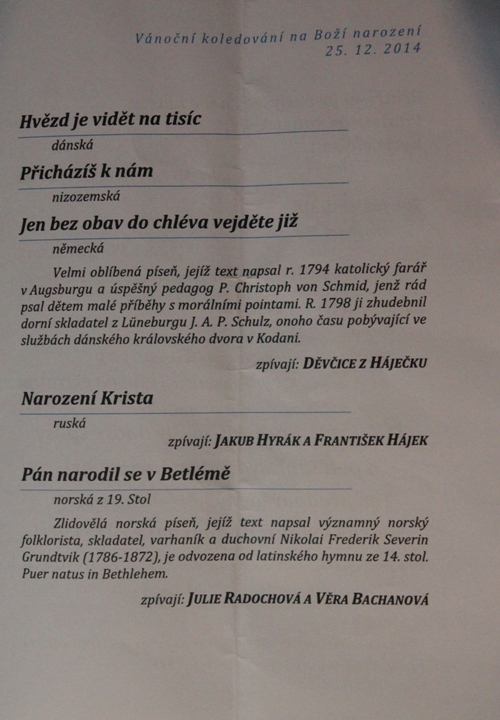 Vánoční koledování na Boží narození
25. 12. 2014
Hvězd je vidět na tisíc
dánská
Přicházíš k nám
nizozemská
Jen bez obav do chléva vejděte již
německá
Velmi oblíbená píseň, jejíž text napsal r. 1794 katolický farář
v Augsburgu a úspěšný pedagog P. Christoph von Schmid, jenž rád
psal dětem malé příběhy s morálními pointami. R. 1798 ji zhudebnil
dorní skladatel z Lüneburgu J. A. P. Schulz, onoho času pobývající ve
službách dánského královského dvora v Kodani.
zpívají: DĚVČICE Z HÁJEČKU
Narození Krista
ruská
zpívají: JAKUB HYRÁK A FRANTIŠEK HÁJEK
Pán narodil se v Betlémě
norská z 19. Stol
Zlidovělá norská píseň, jejíž text napsal významný norský
folklorista, skladatel, varhaník a duchovní Nikolai Frederik Severin
Grundtvik (1786-1872), je odvozena od latinského hymnu ze 14. stol.
Puer natus in Bethlehem.
zpívají: JULIE RADOCHOVÁ A VĚRA BACHANOVÁ